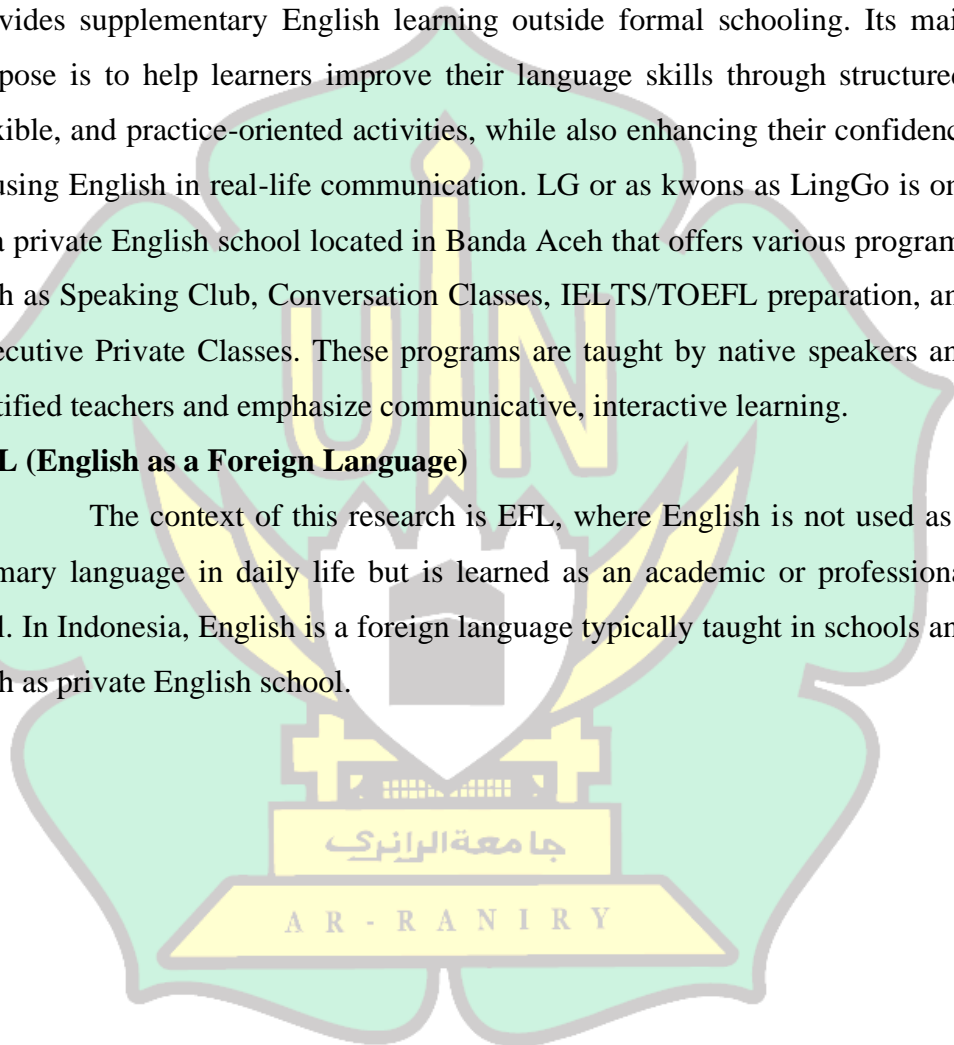 vides supplementary English learning outside formal schooling. Its mai
pose is to help learners improve their language skills through structured
xible, and practice-oriented activities, while also enhancing their confidenc
using English in real-life communication. LG or as kwons as LingGo is on
a private English school located in Banda Aceh that offers various program
h as Speaking Club, Conversation Classes, IELTS/TOEFL preparation, an
ecutive Private Classes. These programs are taught by native speakers an
tified teachers and emphasize communicative, interactive learning.
L (English as a Foreign Language)
The context of this research is EFL, where English is not used as
mary language in daily life but is learned as an academic or professiona
l. In Indonesia, English is a foreign language typically taught in schools an
h as private English school.
UIN
جامعةالرانري
AR-RANIRY